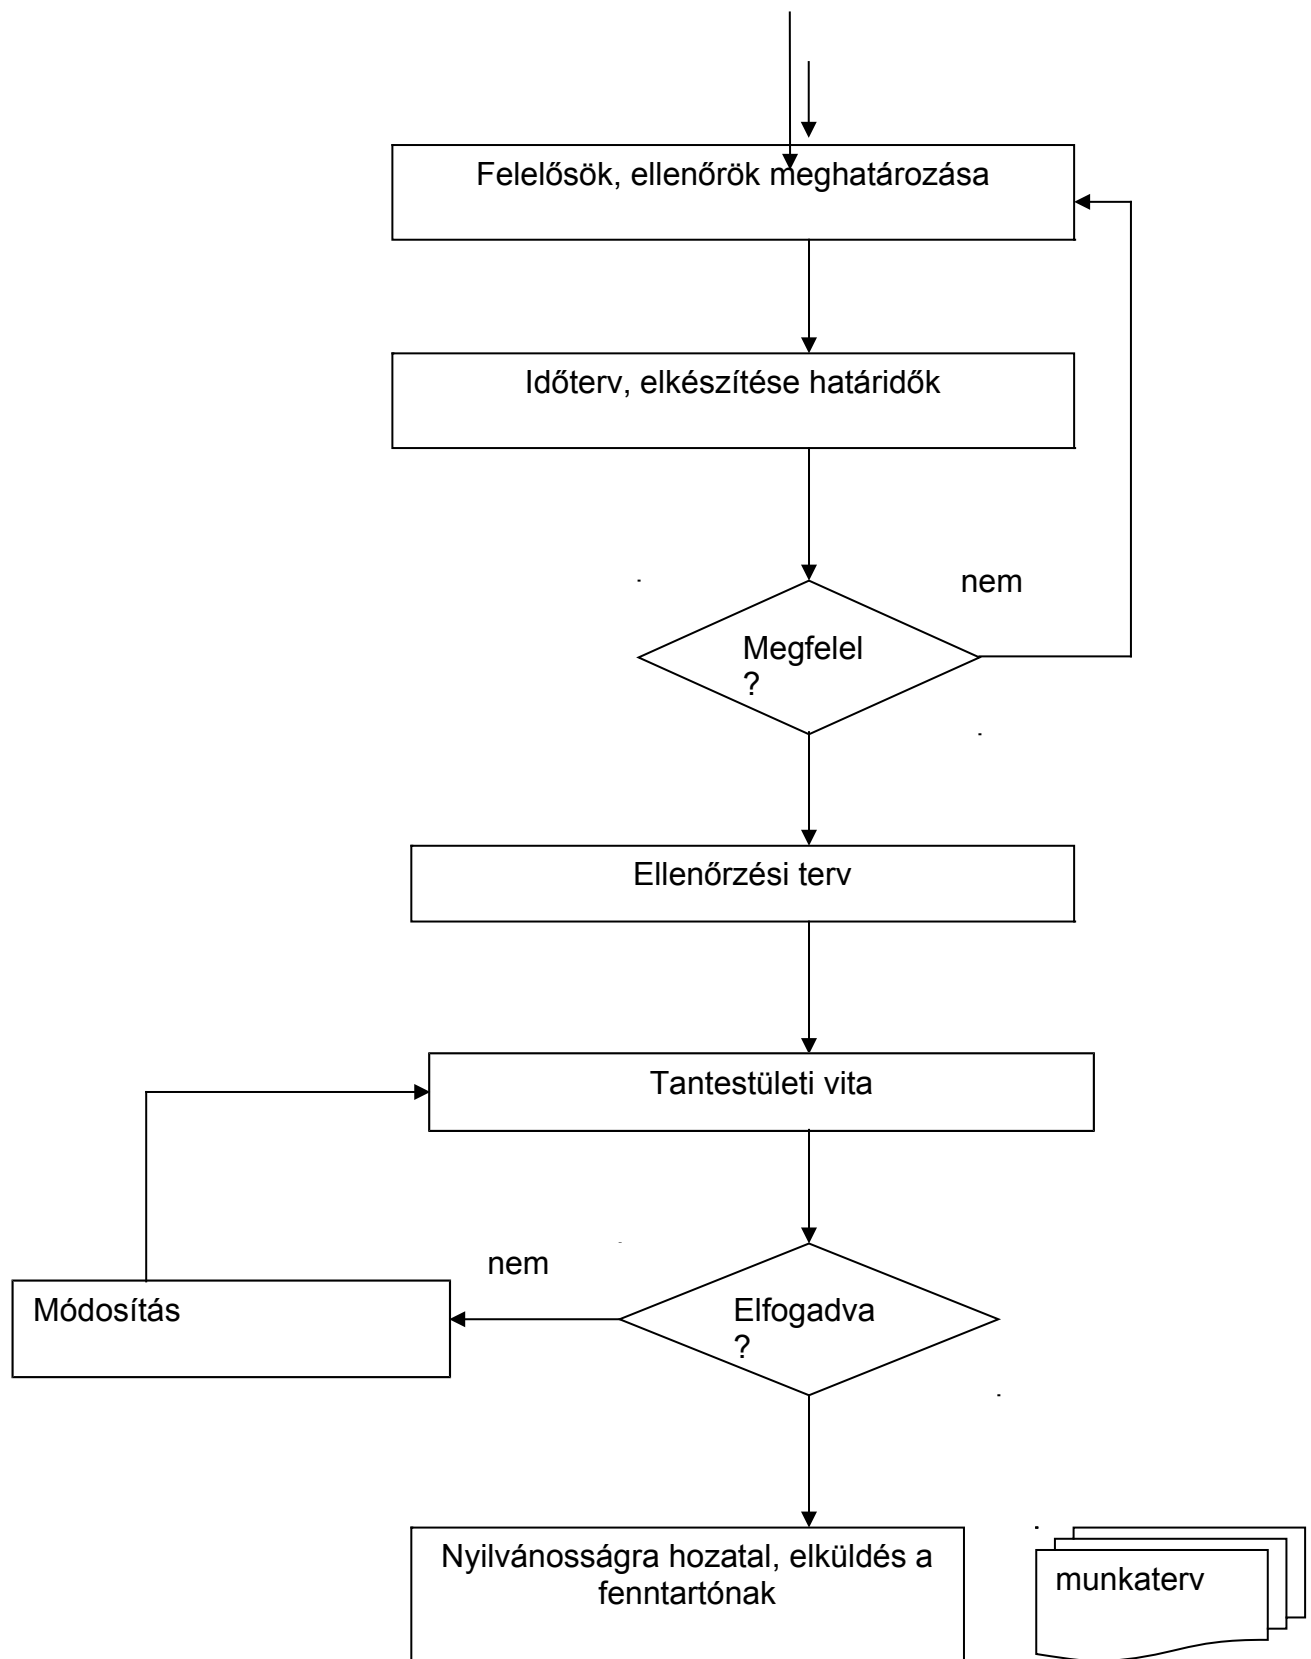 Felelősök, ellenőrök meghatározása
Időterv, elkészítése határidők
nem
Megfelel
?
Ellenőrzési terv
Tantestületi vita
nem
Módosítás
Elfogadva
?
Nyilvánosságra hozatal, elküldés a
fenntartónak
munkaterv